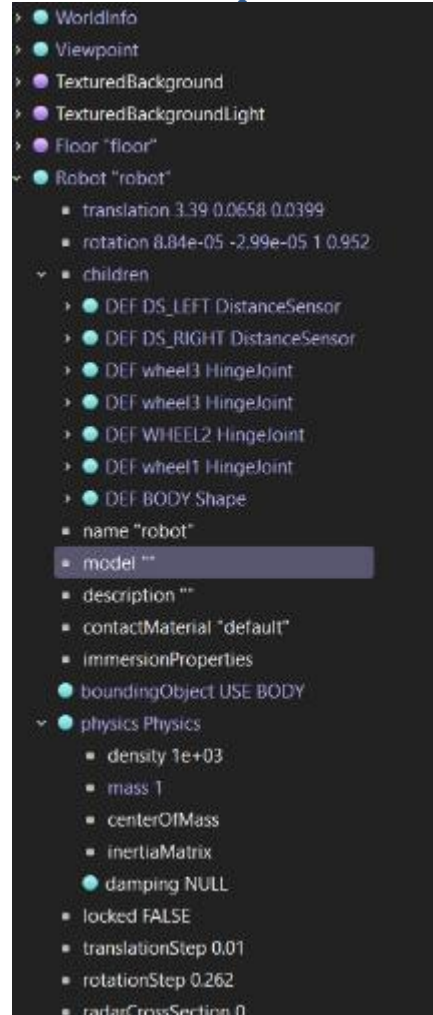 WorldInfo
Viewpoint
TexturedBackground
TexturedBackgroundLight
Floor "floor"
Robot "robot"
translation 3.39 0.0658 0.0399
rotation 8.84e-05 -2.99e-05 1 0.952
children
DEF DS_LEFT DistanceSensor
DEF DS_RIGHT DistanceSensor
DEF wheel3 HingeJoint
DEF wheel3 HingeJoint
DEF WHEEL2 HingeJoint
DEF wheel1 HingeJoint
DEF BODY Shape
name "robot"
model ""
description ""
contactMaterial "default"
immersionProperties
boundingObject USE BODY
physics Physics
density 1e+03
mass 1
centerOfMass
inertiaMatrix
damping NULL
locked FALSE
translationStep 0.01
rotationStep 0.262
radarCrossSection 0